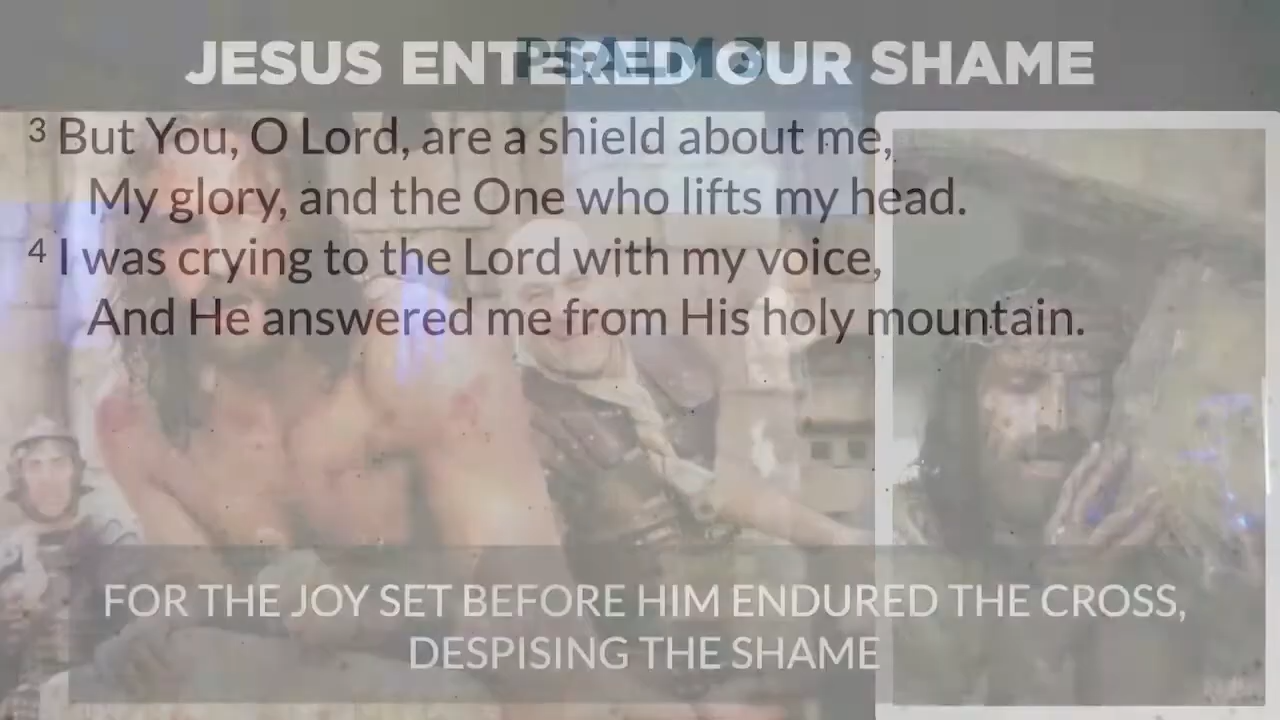 JESUS ENTERED OUR SHAME
PSALM 3
3 But You, O Lord, are a shield about me,
My glory, and the One who lifts my head.
4 I was crying to the Lord with my voice,
And He answered me from His holy mountain.
FOR THE JOY SET BEFORE HIM ENDURED THE CROSS,
DESPISING THE SHAME